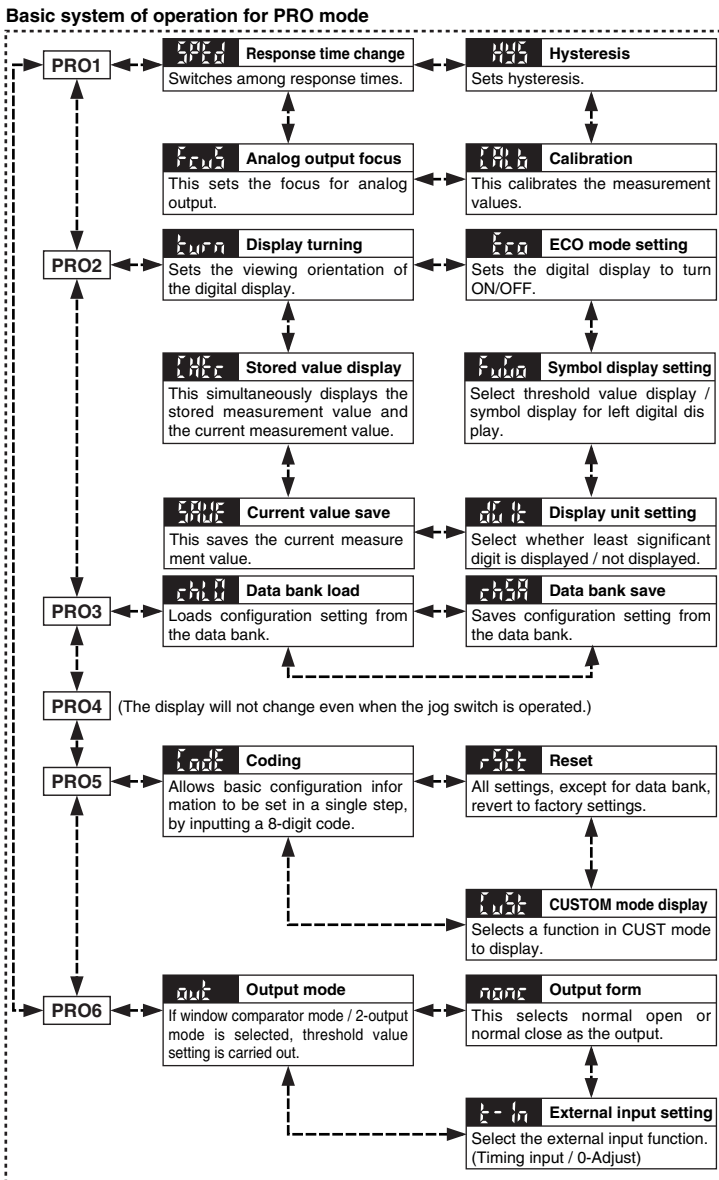 Basic system of operation for PRO mode
PRO1
SPEd Response time change
Switches among response times.
HYS Hysteresis
Sets hysteresis.
FcuS Analog output focus
This sets the focus for analog
output.
CALb Calibration
This calibrates the measurement
values.
PRO2
turn Display turning
Sets the viewing orientation of
the digital display.
Eco ECO mode setting
Sets the digital display to turn
ON/OFF.
CHEc Stored value display
This simultaneously displays the
stored measurement value and
the current measurement value.
FuCo Symbol display setting
Select threshold value display /
symbol display for left digital dis
play.
SAVE Current value save
This saves the current measure
ment value.
diGt Display unit setting
Select whether least significant
digit is displayed / not displayed.
PRO3
chLO Data bank load
Loads configuration setting from
the data bank.
chSA Data bank save
Saves configuration setting from
the data bank.
PRO4 (The display will not change even when the jog switch is operated.)
PRO5
CodE Coding
Allows basic configuration infor
mation to be set in a single step,
by inputting a 8-digit code.
rSEt Reset
All settings, except for data bank,
revert to factory settings.
CuSt CUSTOM mode display
Selects a function in CUST mode
to display.
PRO6
out Output mode
If window comparator mode / 2-output
mode is selected, threshold value
setting is carried out.
nonc Output form
This selects normal open or
normal close as the output.
t-In External input setting
Select the external input function.
(Timing input / 0-Adjust)